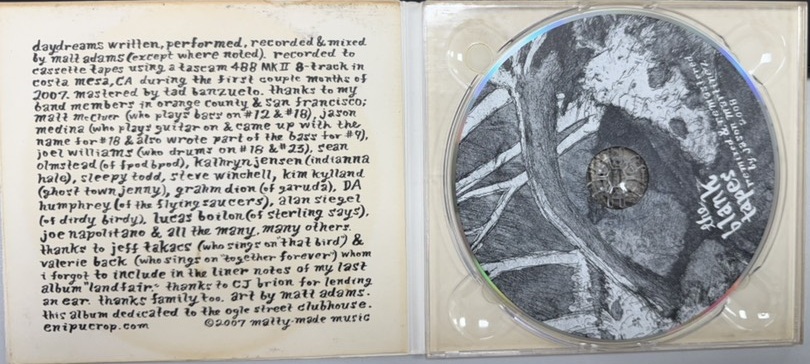 daydreams written, performed, recorded & mixed
by matt adams (except where noted). recorded to
cassette tapes using a tascam 488 MKII 8-track in
costa mesa, CA during the first couple months of
2007. mastered by tad banzuelo. thanks to my
band members in orange county & san francisco;
matt McCluer (who plays bass on #12 & #18), jason
medina (who plays guitar on & came up with the
name for #18 & also wrote part of the bass for #9),
joel williams (who drums on #18 & #23), sean
olmstead (of fpod bpod), kathryn jensen (indianna
hale), sleepy todd, steve winchell, kim kylland
(ghost town jenny), grahm dion (of garuda), DA
humphrey (of the flying saucers), alan siegel
(of dirdy birdy), lucas boilon (of sterling says),
joe napolitano & all the many, many others.
thanks to jeff takacs (who sings on "that bird") &
valerie back (who sings on "together forever") whom
i forgot to include in the liner notes of my last
album "landfair." thanks to CJ brion for lending
an ear. thanks family too. art by matt adams.
this album dedicated to the ogle street clubhouse.
enipucrop.com ©2007 matty-made music
the
blank
tapes